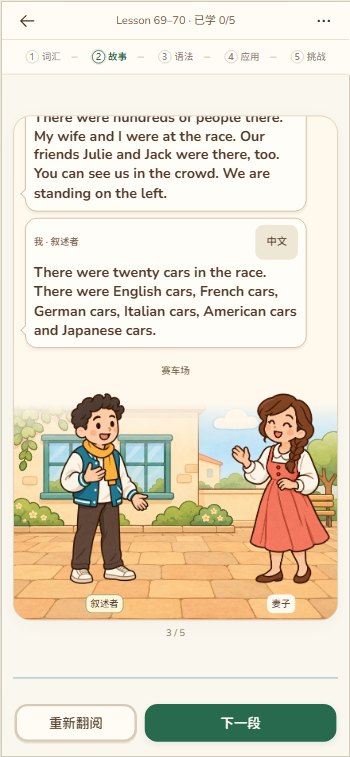 Lesson 69–70 · 已学 0/5
1 词汇 – 2 故事 – 3 语法 – 4 应用 – 5 挑战
There were hundreds of people there.
My wife and I were at the race. Our
friends Julie and Jack were there, too.
You can see us in the crowd. We are
standing on the left.
我 · 叙述者
中文
There were twenty cars in the race.
There were English cars, French cars,
German cars, Italian cars, American cars
and Japanese cars.
赛车场
叙述者
妻子
3 / 5
重新翻阅
下一段